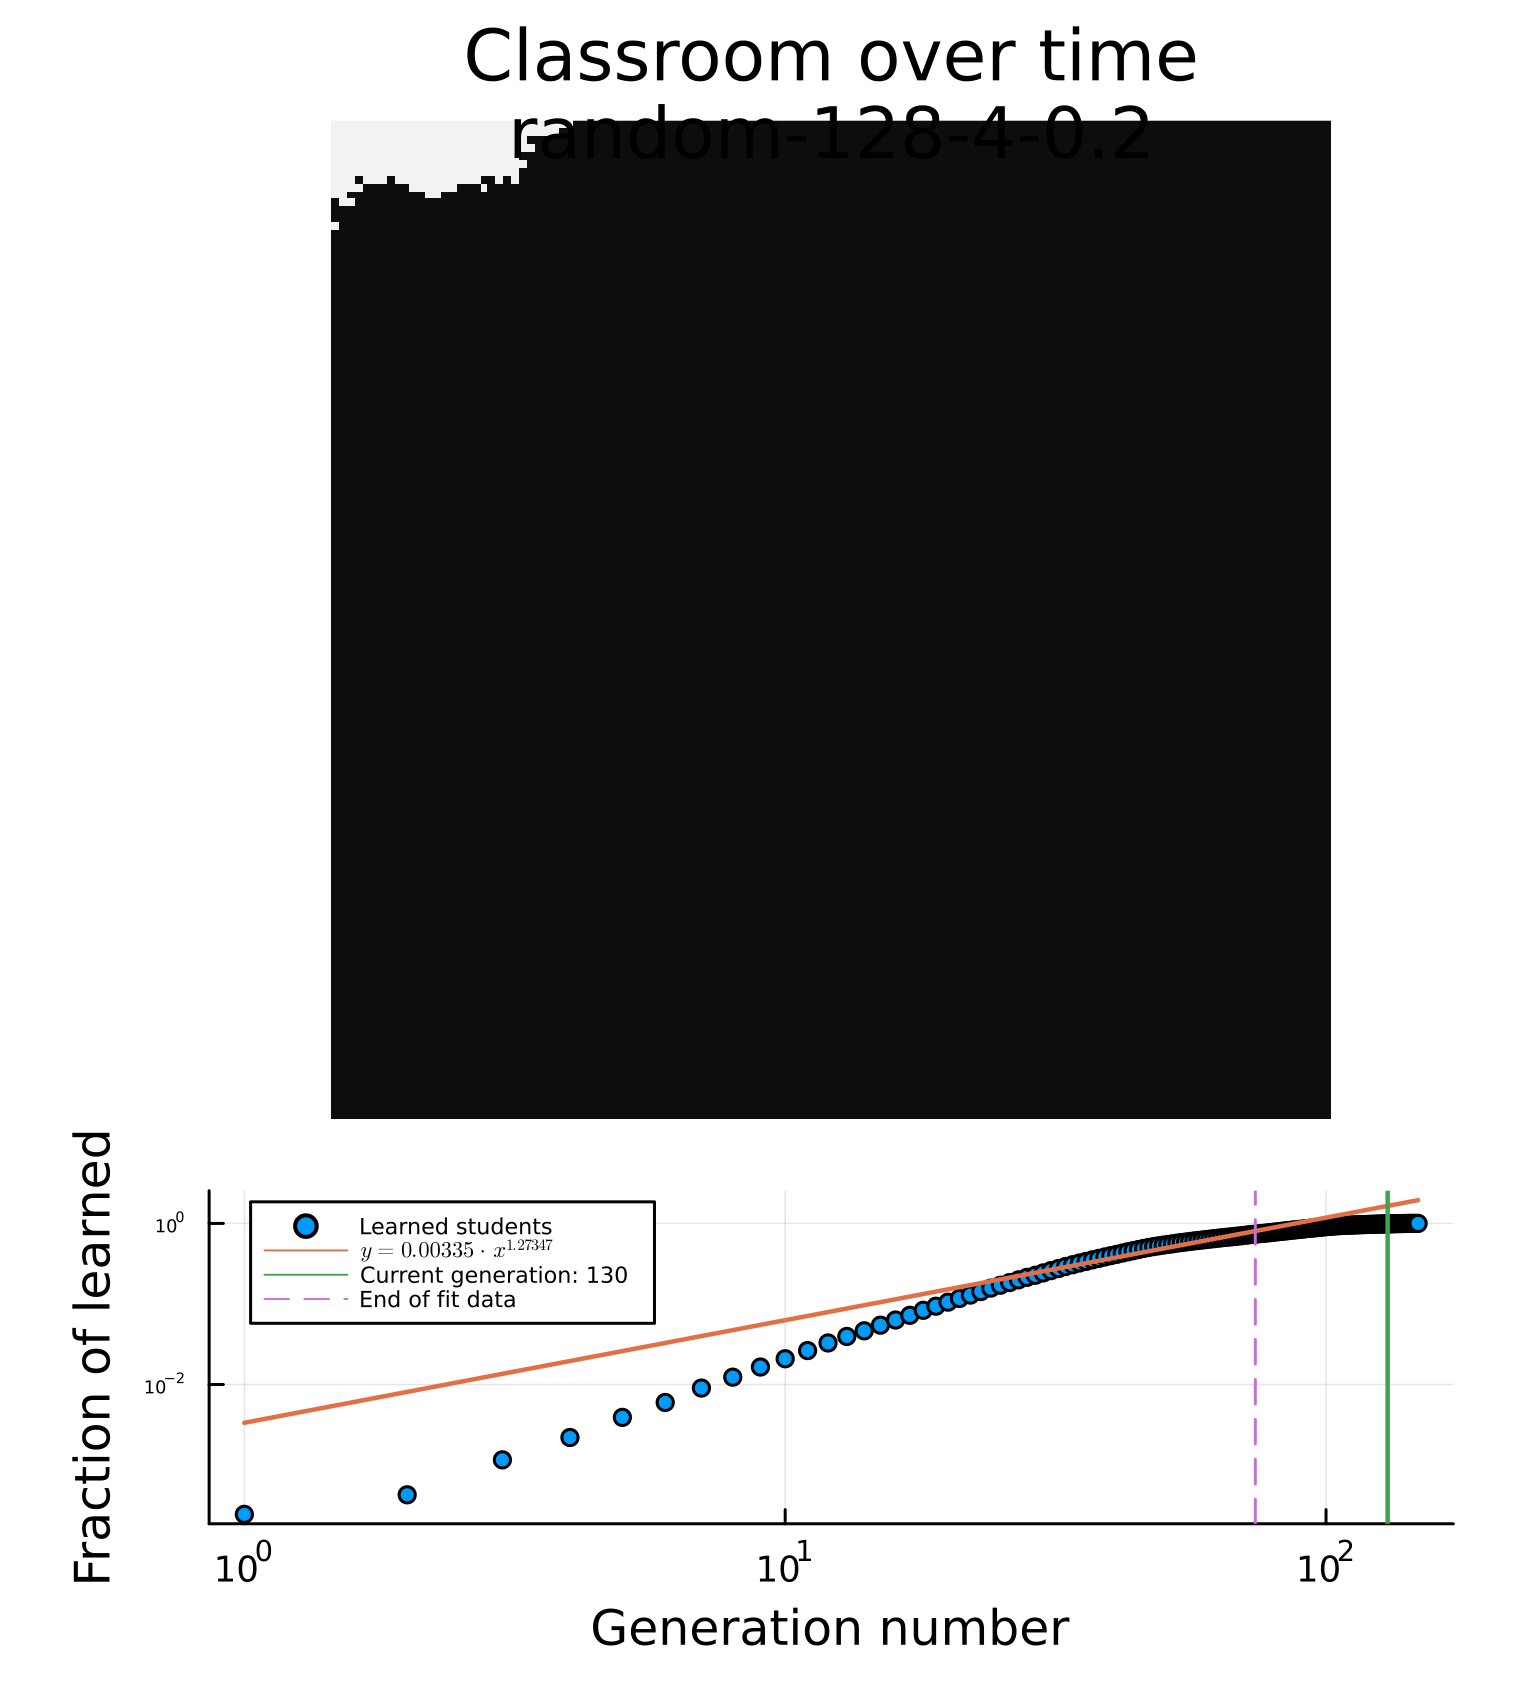 Classroom over time
random-128-4-0.2
Fraction of learned
10⁰
10⁻²
Learned students
y = 0.00335 · x^1.27347
Current generation: 130
End of fit data
10⁰
10¹
10²
Generation number